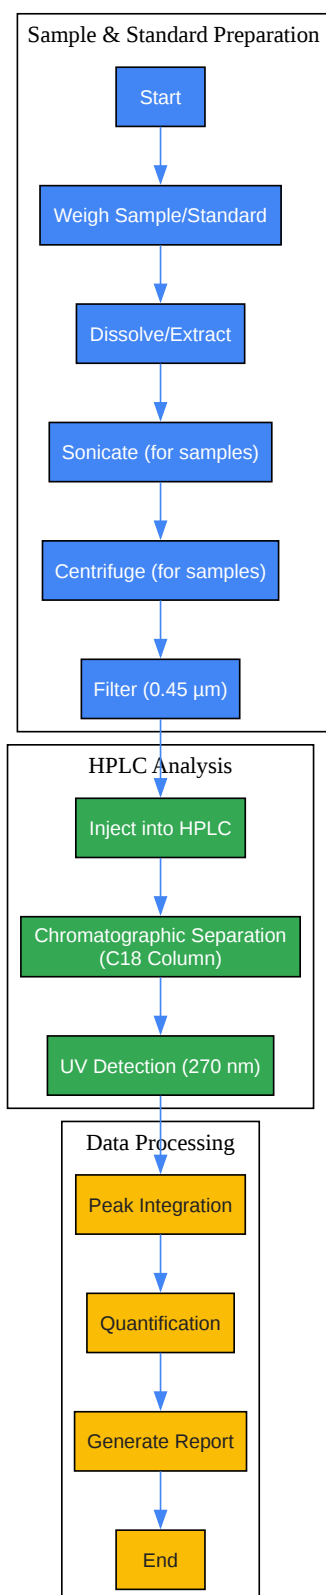 Sample & Standard Preparation
Start
Weigh Sample/Standard
Dissolve/Extract
Sonicate (for samples)
Centrifuge (for samples)
Filter (0.45 µm)
HPLC Analysis
Inject into HPLC
Chromatographic Separation
(C18 Column)
UV Detection (270 nm)
Data Processing
Peak Integration
Quantification
Generate Report
End